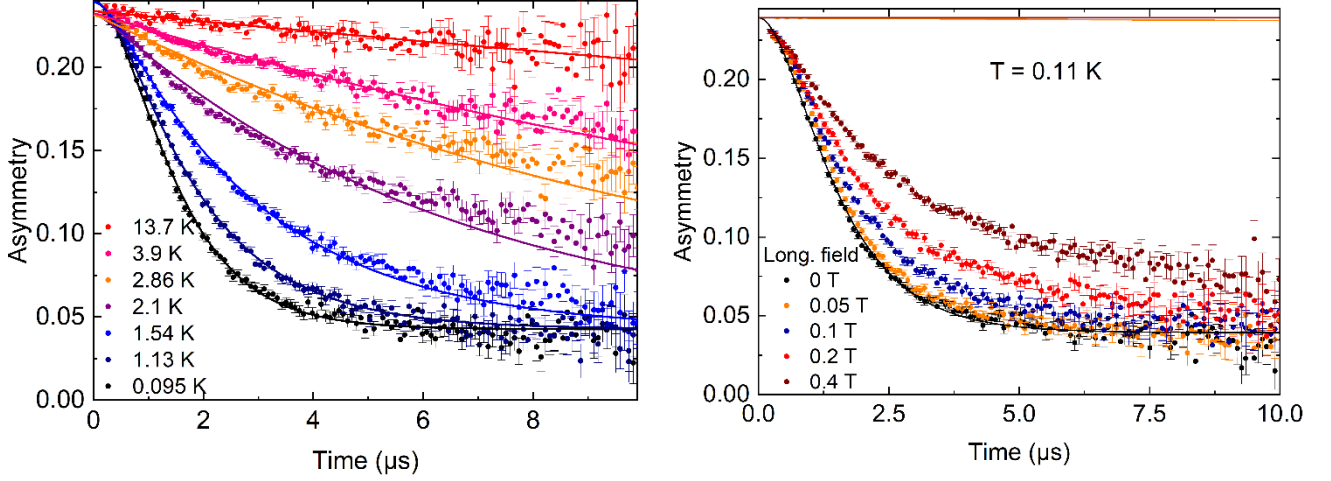 0.20
0.15
0.10
0.05
0.00
Asymmetry
13.7 K
3.9 K
2.86 K
2.1 K
1.54 K
1.13 K
0.095 K
0
2
4
6
8
Time (μs)
T = 0.11 K
0.20
0.15
0.10
0.05
0.00
Asymmetry
Long. field
0 T
0.05 T
0.1 T
0.2 T
0.4 T
0.0
2.5
5.0
7.5
10.0
Time (μs)